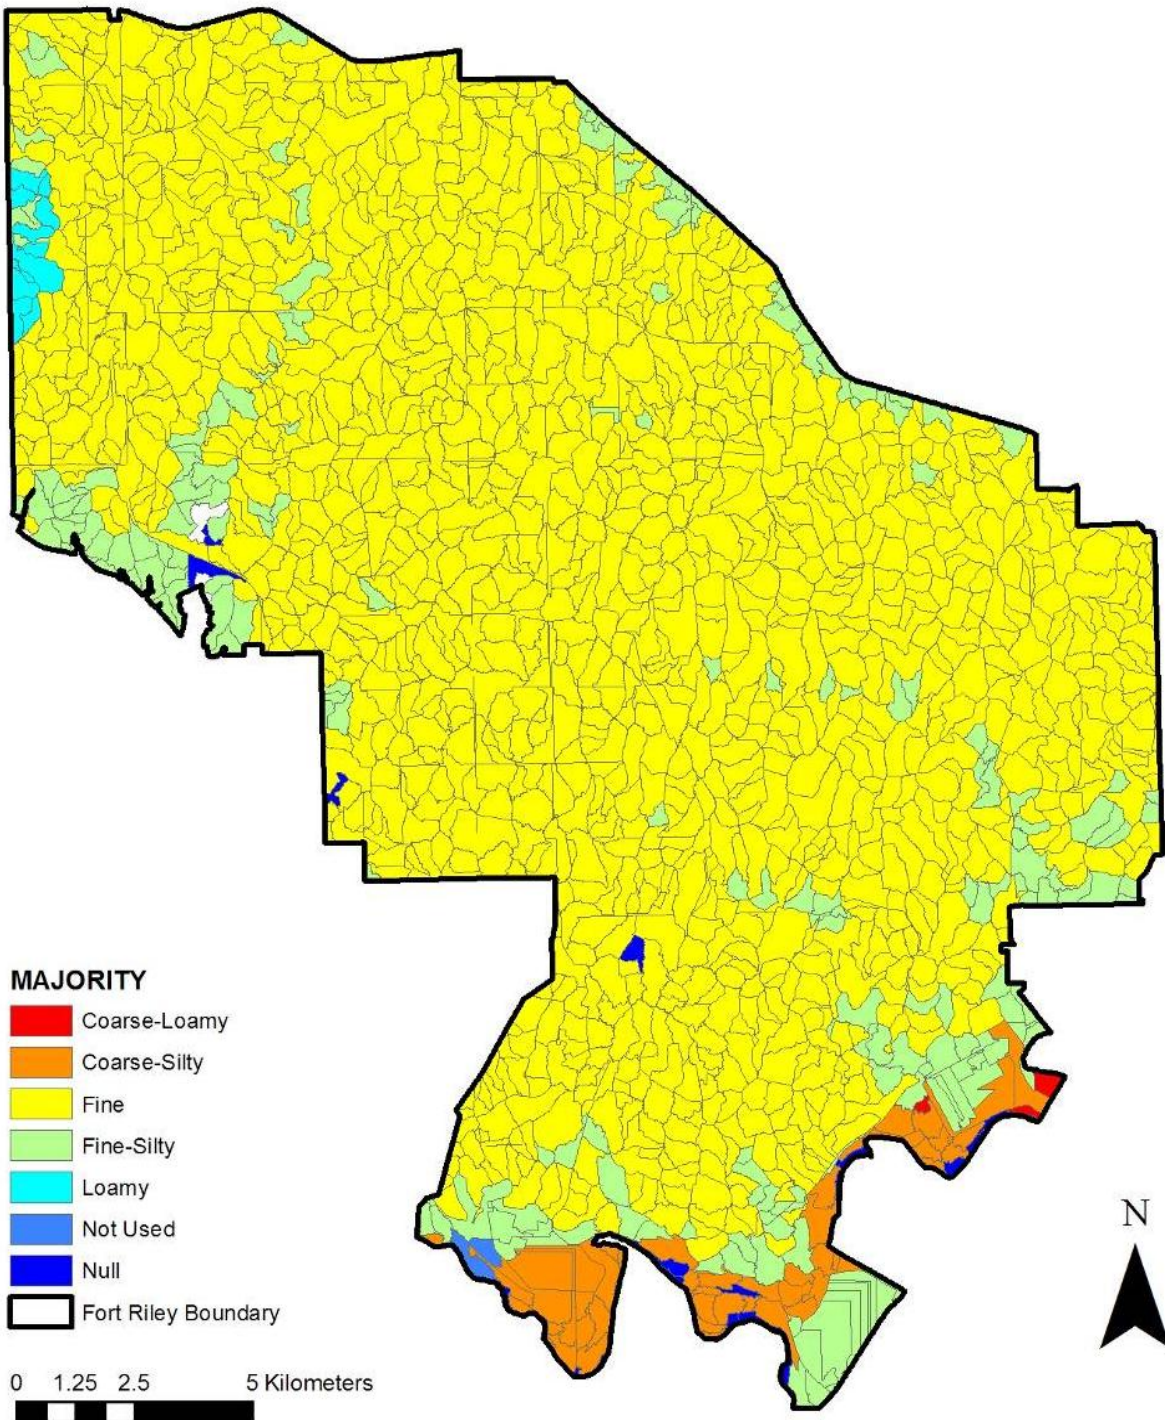 MAJORITY
Coarse-Loamy
Coarse-Silty
Fine
Fine-Silty
Loamy
Not Used
Null
Fort Riley Boundary
0 1.25 2.5 5 Kilometers
N